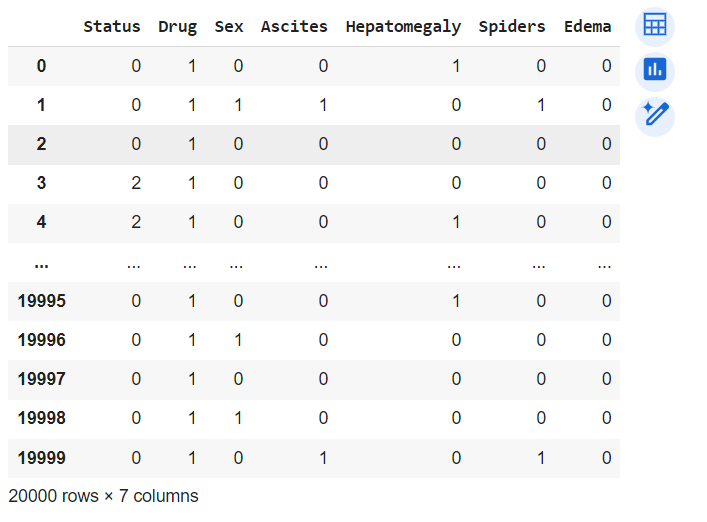 Status Drug Sex Ascites Hepatomegaly Spiders Edema
0 0 1 0 0 1 0 0
1 0 1 1 1 0 1 0
2 0 1 0 0 0 0 0
3 2 1 0 0 0 0 0
4 2 1 0 0 1 0 0
... ... ... ... ... ... ... ...
19995 0 1 0 0 1 0 0
19996 0 1 1 0 0 0 0
19997 0 1 0 0 0 0 0
19998 0 1 1 0 0 0 0
19999 0 1 0 1 0 1 0
20000 rows × 7 columns